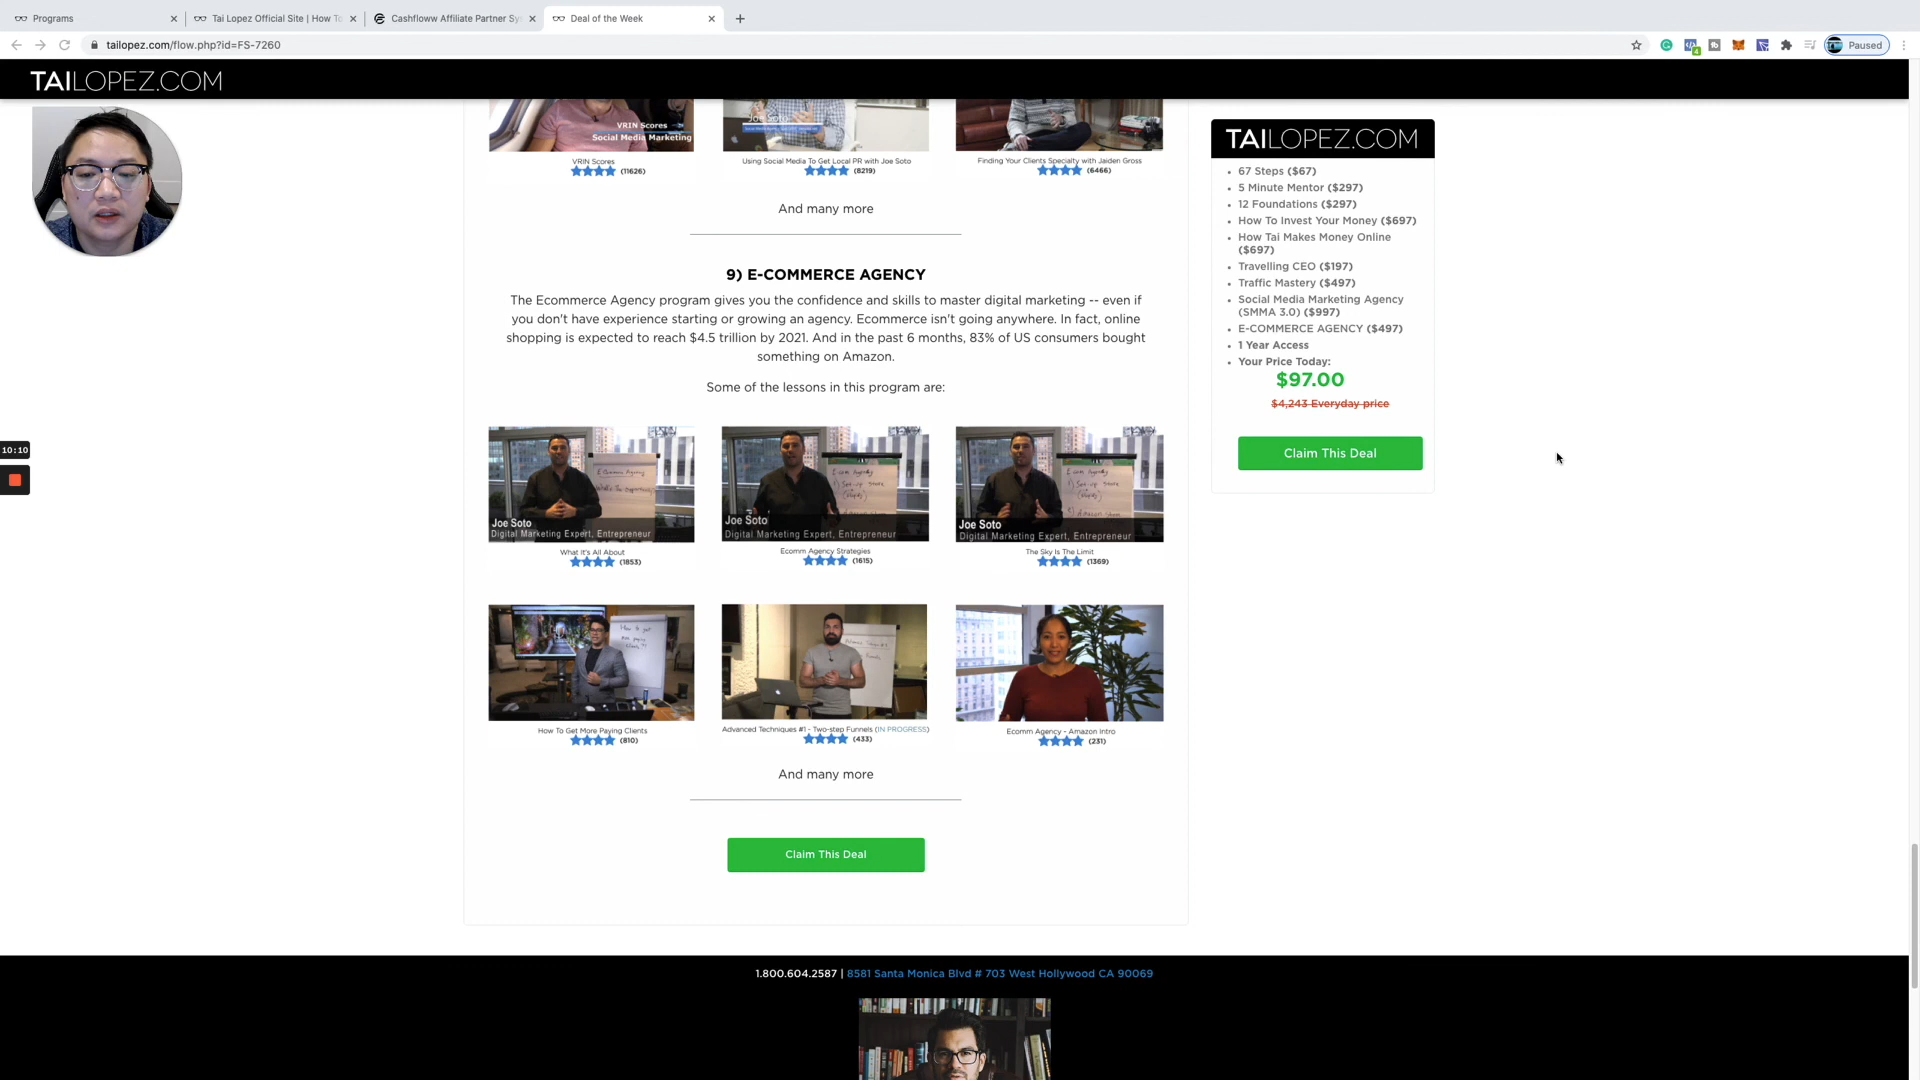 Programs
Tai Lopez Official Site | How To
Cashfloww Affiliate Partner Sy
Deal of the Week
tailopez.com/flow.php?id=FS-7260
4
Paused
TAILOPEZ.COM
VRIN Scores
Social Media Marketing
Joe Soto
VRIN Scores
(11626)
Using Social Media To Get Local PR with Joe Soto
(8219)
Finding Your Clients Specialty with Jaiden Gross
(6466)
And many more
9) E-COMMERCE AGENCY
The Ecommerce Agency program gives you the confidence and skills to master digital marketing -- even if
you don't have experience starting or growing an agency. Ecommerce isn't going anywhere. In fact, online
shopping is expected to reach $4.5 trillion by 2021. And in the past 6 months, 83% of US consumers bought
something on Amazon.
Some of the lessons in this program are:
Joe Soto
Digital Marketing Expert, Entrepreneur
What It's All About
(1853)
Joe Soto
Digital Marketing Expert, Entrepreneur
Ecomm Agency Strategies
(1615)
Joe Soto
Digital Marketing Expert, Entrepreneur
The Sky Is The Limit
(1369)
How To Get More Paying Clients
(810)
Advanced Techniques #1 - Two-step Funnels (IN PROGRESS)
(433)
Ecomm Agency - Amazon Intro
(231)
And many more
Claim This Deal
TAILOPEZ.COM
67 Steps ($67)
5 Minute Mentor ($297)
12 Foundations ($297)
How To Invest Your Money ($697)
How Tai Makes Money Online
($697)
Travelling CEO ($197)
Traffic Mastery ($497)
Social Media Marketing Agency
(SMMA 3.0) ($997)
E-COMMERCE AGENCY ($497)
1 Year Access
Your Price Today:
$97.00
$4,243 Everyday price
Claim This Deal
10:10
1.800.604.2587 | 8581 Santa Monica Blvd # 703 West Hollywood CA 90069